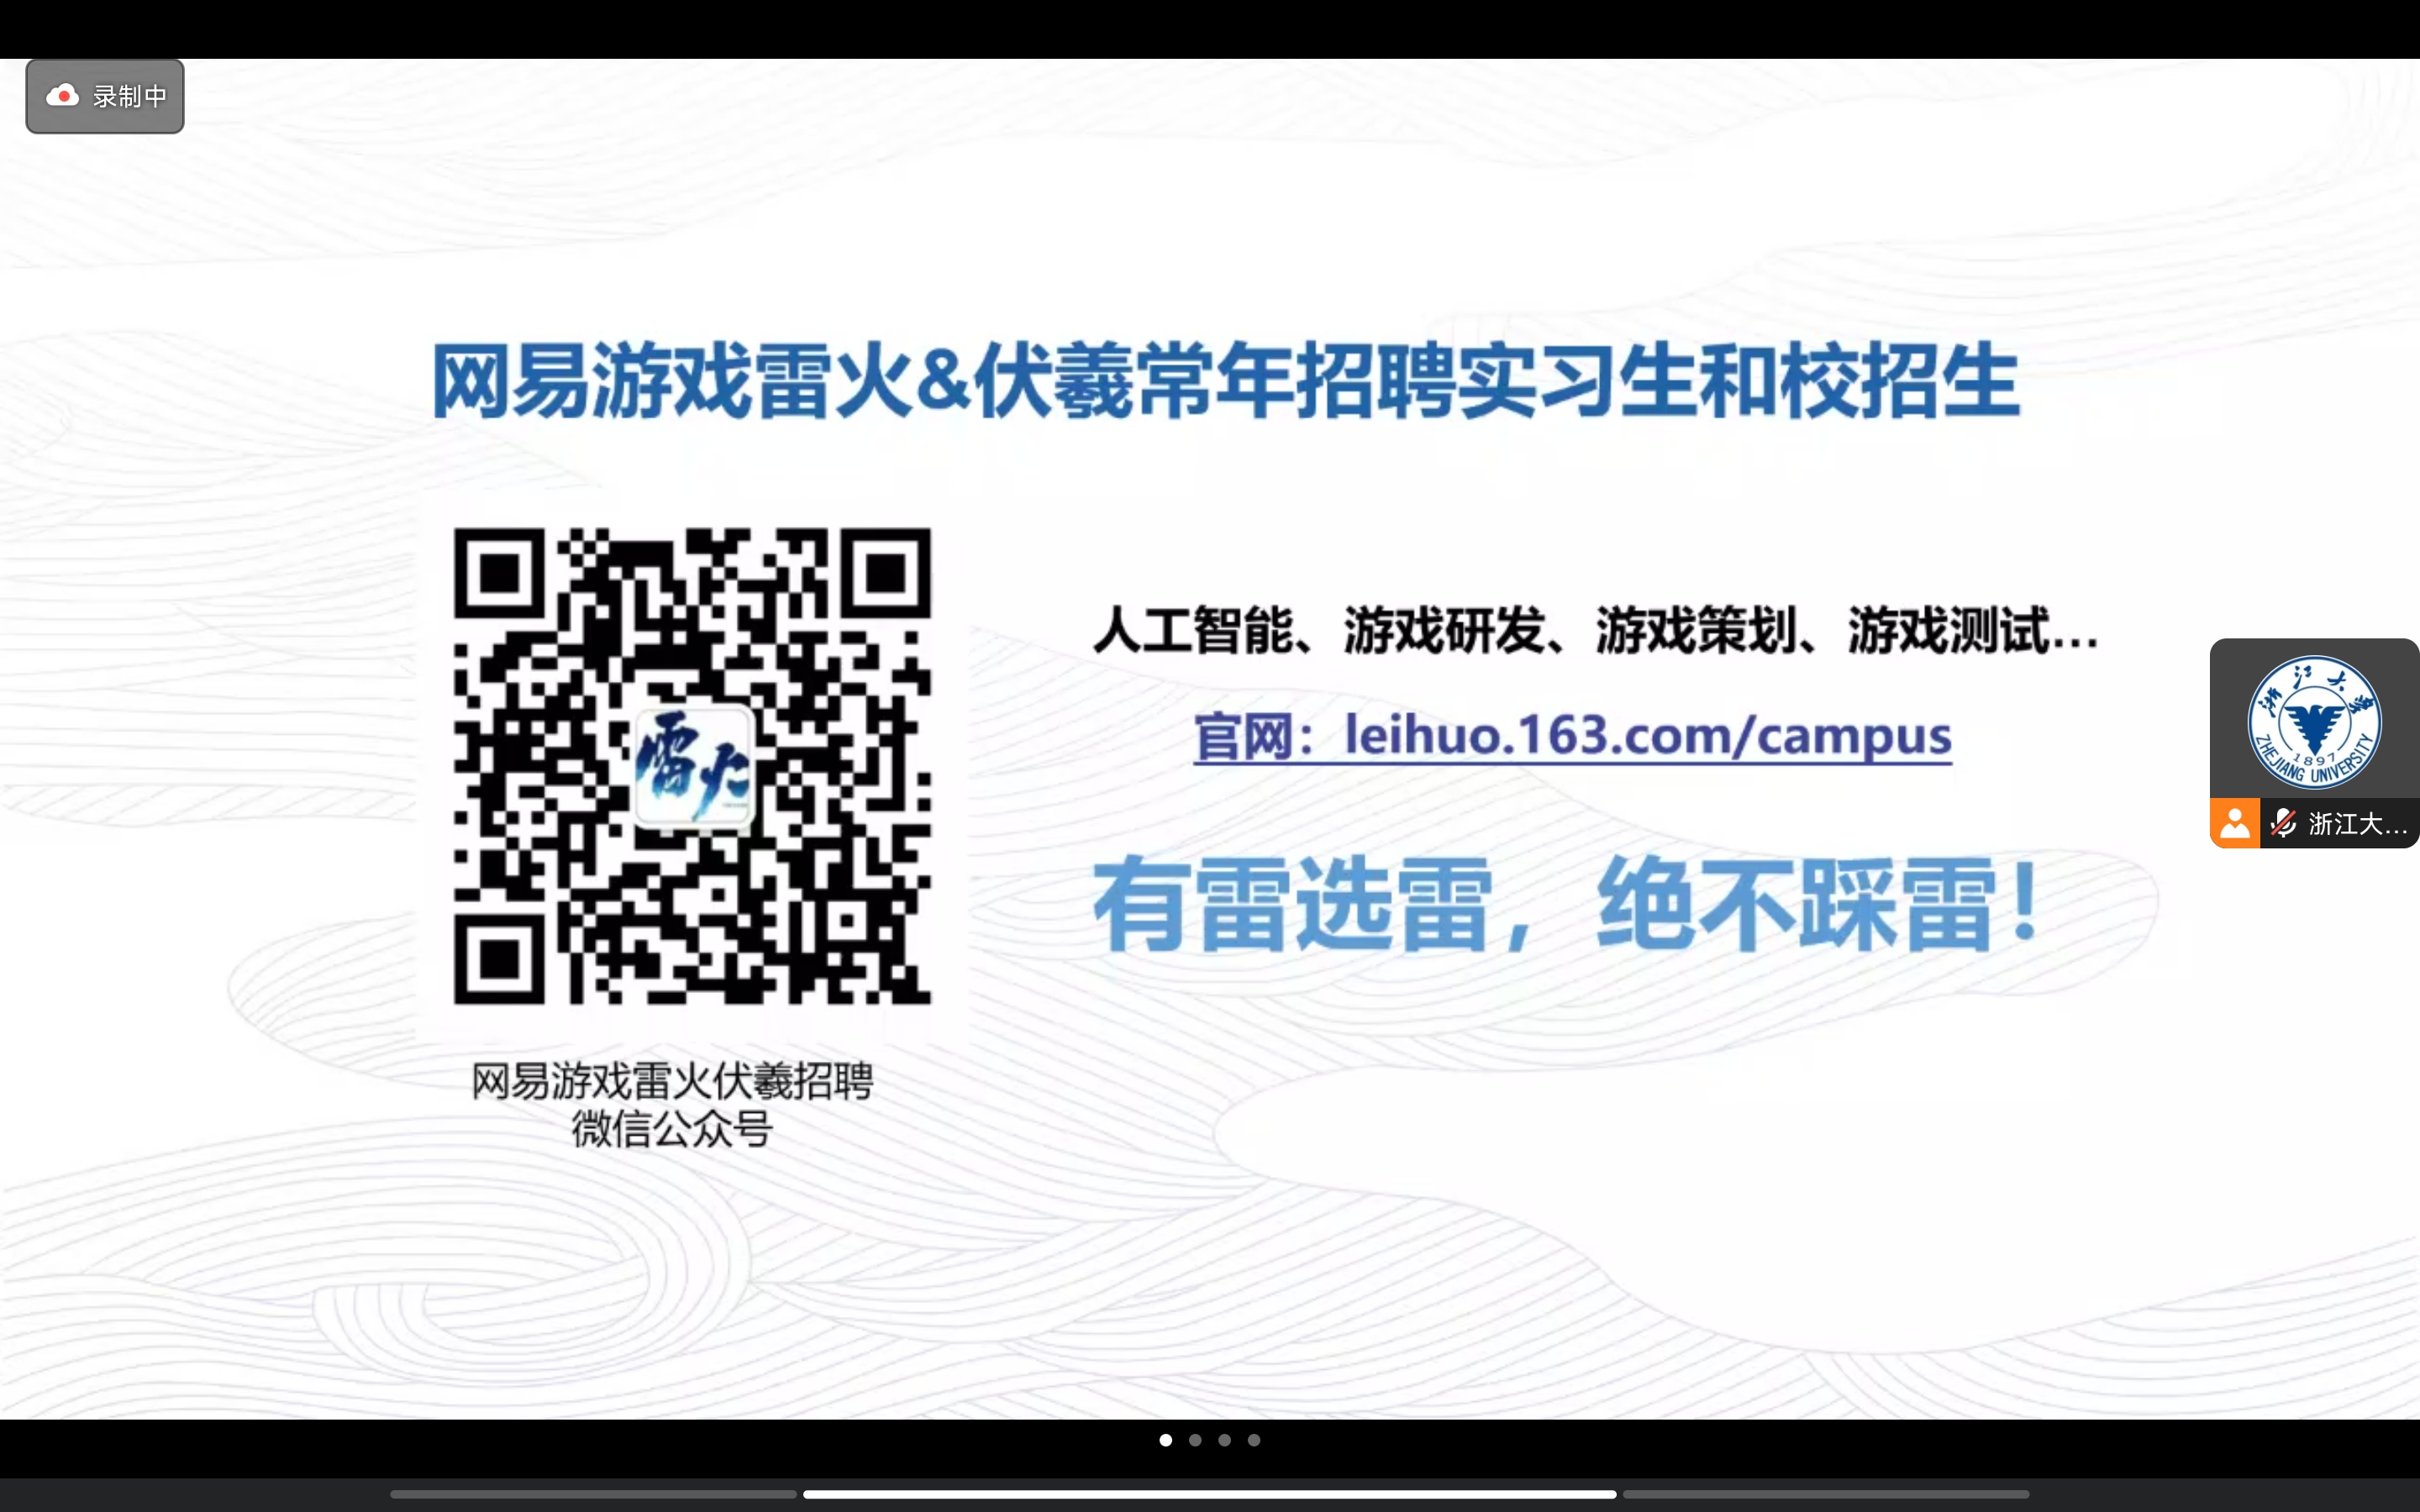 录制中
网易游戏雷火&伏羲常年招聘实习生和校招生
人工智能、游戏研发、游戏策划、游戏测试...
官网：leihuo.163.com/campus
雷火
有雷选雷，绝不踩雷！
浙江大学
1897
ZHEJIANG UNIVERSITY
浙江大...
网易游戏雷火伏羲招聘
微信公众号